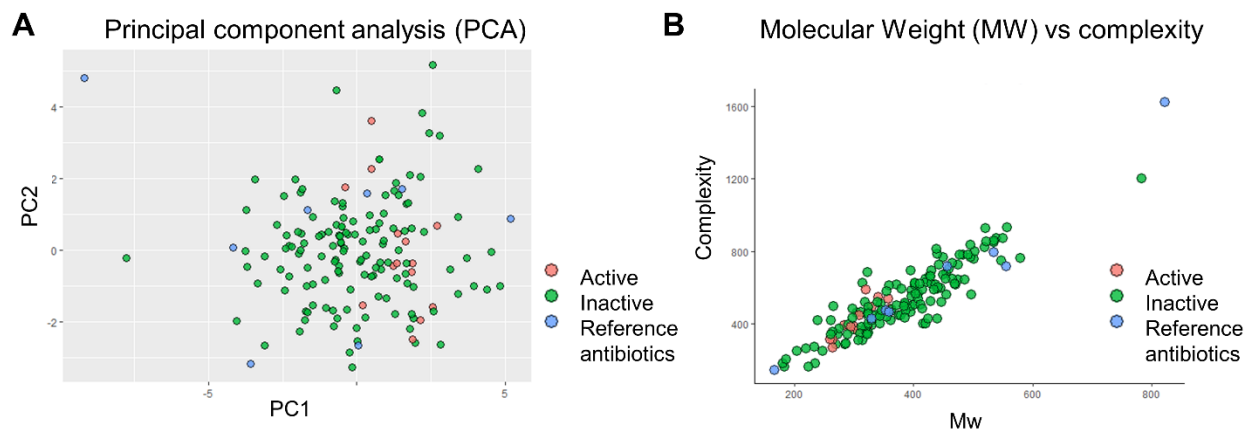 A
Principal component analysis (PCA)
4
2
0
-2
PC2
-5
5
PC1
Active
Inactive
Reference
antibiotics
B
Molecular Weight (MW) vs complexity
1600
1200
800
400
Complexity
200
400
600
800
Mw
Active
Inactive
Reference
antibiotics